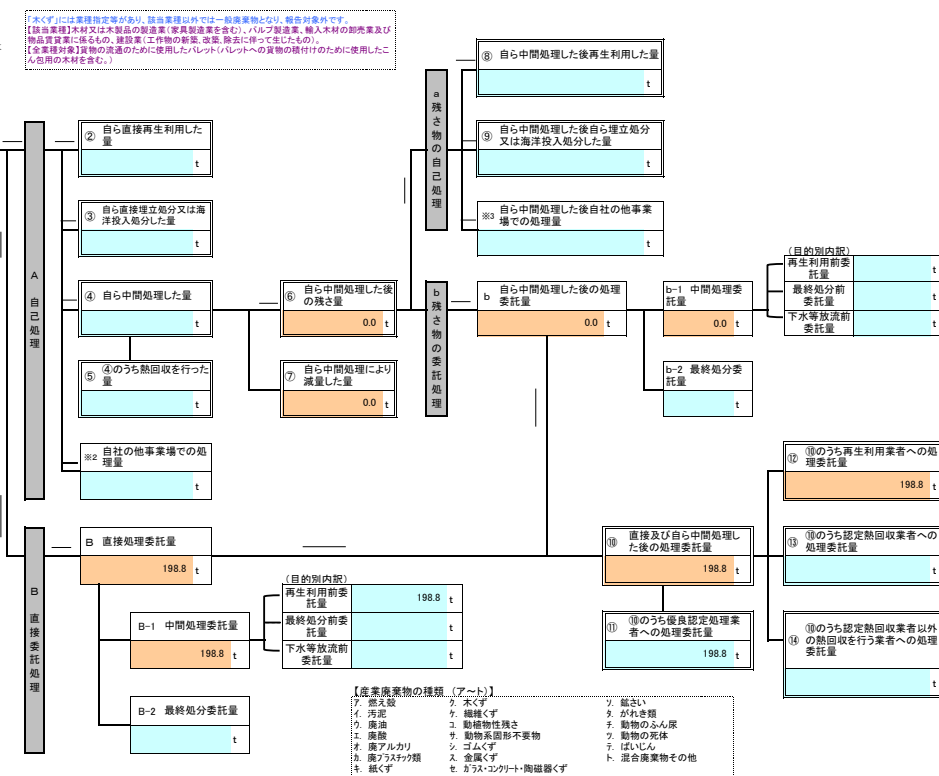 「木くず」には業種指定等があり、該当業種以外では一般廃棄物となり、報告対象外です。
【該当業種】木材又は木製品の製造業(家具製造業を含む)、パルプ製造業、輸入木材の卸売業及び
物品賃貸業に係るもの、建設業(工作物の新築、改築、除去に伴って生じたもの)。
【全業種対象】貨物の流通のために使用したパレット(パレットへの貨物の積付けのために使用したこ
ん包用の木材を含む。)
⑧ 自ら中間処理した後再生利用した量
t
a
残
さ
物
の
自
己
処
理
② 自ら直接再生利用した
量
t
⑨ 自ら中間処理した後自ら埋立処分
又は海洋投入処分した量
t
③ 自ら直接埋立処分又は海
洋投入処分した量
t
※3 自ら中間処理した後自社の他事業
場での処理量
t
A
自
己
処
理
④ 自ら中間処理した量
t
⑥ 自ら中間処理した後
の残さ量
0.0 t
b
残
さ
物
の
委
託
処
理
b 自ら中間処理した後の処理
委託量
0.0 t
b-1 中間処理委
託量
0.0 t
(目的別内訳)
再生利用前委
託量
t
最終処分前
委託量
t
下水等放流前
委託量
t
⑤ ④のうち熱回収を行った
量
t
⑦ 自ら中間処理により
減量した量
0.0 t
b-2 最終処分委
託量
t
※2 自社の他事業場での処
理量
t
⑫ ⑩のうち再生利用業者への処
理委託量
198.8 t
B
直
接
委
託
処
理
B 直接処理委託量
198.8 t
⑩ 直接及び自ら中間処理し
た後の処理委託量
198.8 t
⑬ ⑩のうち認定熱回収業者への
処理委託量
t
B-1 中間処理委託量
198.8 t
(目的別内訳)
再生利用前委
託量
198.8 t
最終処分前委
託量
t
下水等放流前
委託量
t
⑪ ⑩のうち優良認定処理業
者への処理委託量
198.8 t
⑭ ⑩のうち認定熱回収業者以外
の熱回収を行う業者への処理
委託量
t
B-2 最終処分委託量
t
【産業廃棄物の種類 (ア～ト)】
ア. 燃え殻 ク. 木くず ソ. 鉱さい
イ. 汚泥 ケ. 繊維くず タ. がれき類
ウ. 廃油 コ. 動植物性残さ チ. 動物のふん尿
エ. 廃酸 サ. 動物系固形不要物 ツ. 動物の死体
オ. 廃アルカリ シ. ゴムくず テ. ばいじん
カ. 廃プラスチック類 ス. 金属くず ト. 混合廃棄物その他
キ. 紙くず セ. ガラス・コンクリート・陶磁器くず